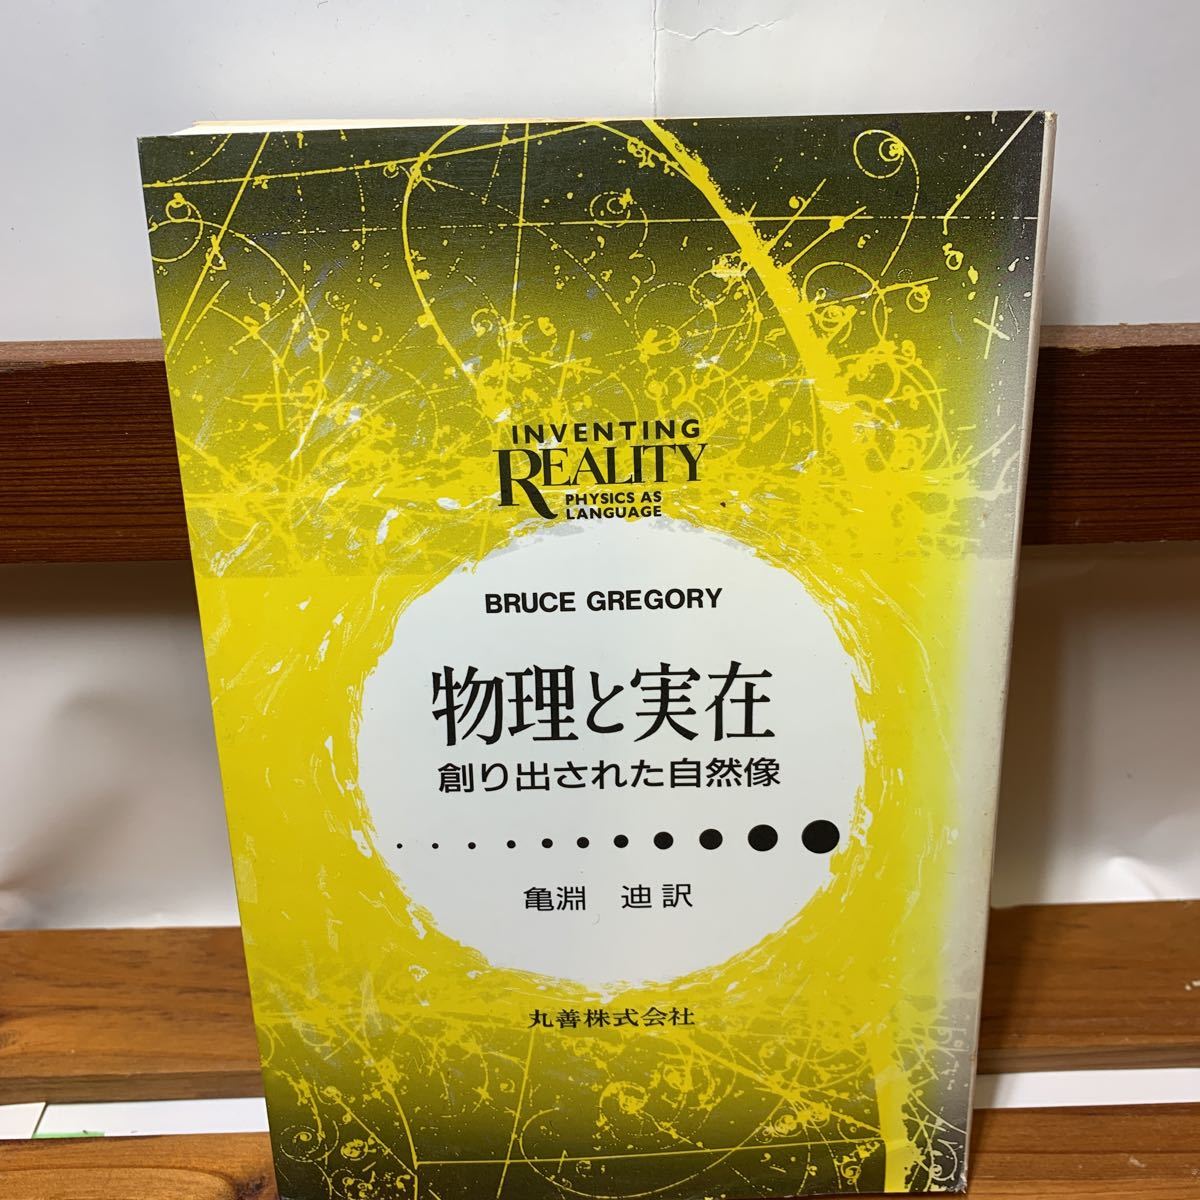 INVENTING
REALITY
PHYSICS AS
LANGUAGE
BRUCE GREGORY
物理と実在
創り出された自然像
亀淵 迪訳
丸善株式会社